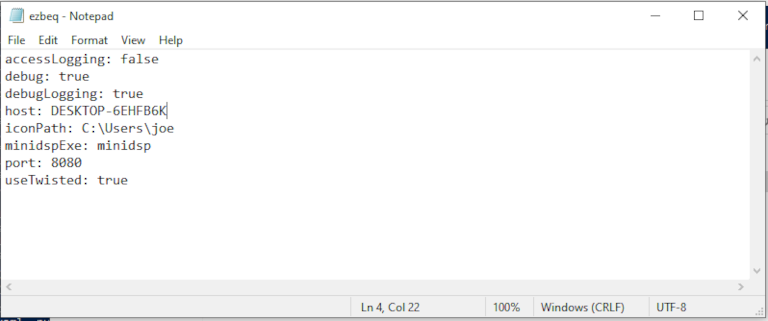 ezbeq - Notepad
File Edit Format View Help
accessLogging: false
debug: true
debugLogging: true
host: DESKTOP-6EHFB6K
iconPath: C:\Users\joe
minidspExe: minidsp
port: 8080
useTwisted: true
Ln 4, Col 22 100% Windows (CRLF) UTF-8